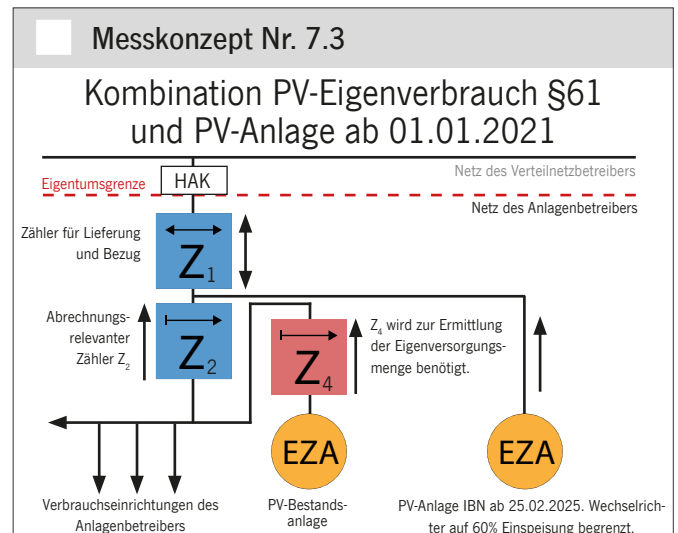 Messkonzept Nr. 7.3
Kombination PV-Eigenverbrauch §61
und PV-Anlage ab 01.01.2021
Netz des Verteilnetzbetreibers
Eigentumsgrenze
HAK
Netz des Anlagenbetreibers
Zähler für Lieferung
und Bezug
Z1
Abrechnungs-
relevanter
Zähler Z2
Z2
Z4
Z4 wird zur Ermittlung
der Eigenversorgungs-
menge benötigt.
EZA
EZA
Verbrauchseinrichtungen des
Anlagenbetreibers
PV-Bestands-
anlage
PV-Anlage IBN ab 25.02.2025. Wechselrich-
ter auf 60% Einspeisung begrenzt.